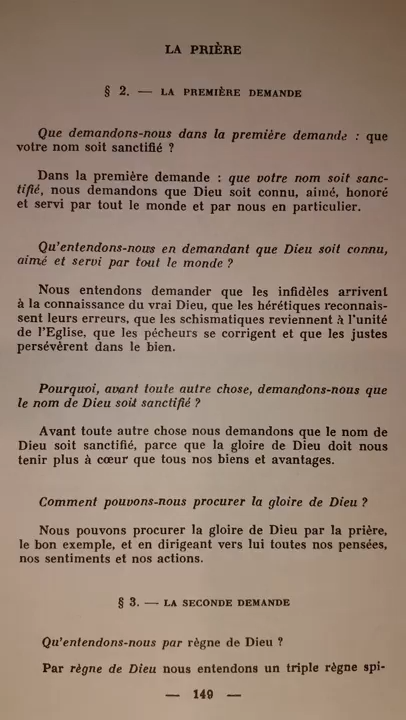 LA PRIÈRE
§ 2. — LA PREMIÈRE DEMANDE
Que demandons-nous dans la première demande : que
votre nom soit sanctifié ?
Dans la première demande : que votre nom soit sanc-
tifié, nous demandons que Dieu soit connu, aimé, honoré
et servi par tout le monde et par nous en particulier.
Qu'entendons-nous en demandant que Dieu soit connu,
aimé et servi par tout le monde ?
Nous entendons demander que les infidèles arrivent
à la connaissance du vrai Dieu, que les hérétiques reconnais-
sent leurs erreurs, que les schismatiques reviennent à l'unité
de l'Eglise, que les pécheurs se corrigent et que les justes
persévèrent dans le bien.
Pourquoi, avant toute autre chose, demandons-nous que
le nom de Dieu soit sanctifié ?
Avant toute autre chose nous demandons que le nom de
Dieu soit sanctifié, parce que la gloire de Dieu doit nous
tenir plus à cœur que tous nos biens et avantages.
Comment pouvons-nous procurer la gloire de Dieu ?
Nous pouvons procurer la gloire de Dieu par la prière,
le bon exemple, et en dirigeant vers lui toutes nos pensées,
nos sentiments et nos actions.
§ 3. — LA SECONDE DEMANDE
Qu'entendons-nous par règne de Dieu ?
Par règne de Dieu nous entendons un triple règne spi-
— 149 —